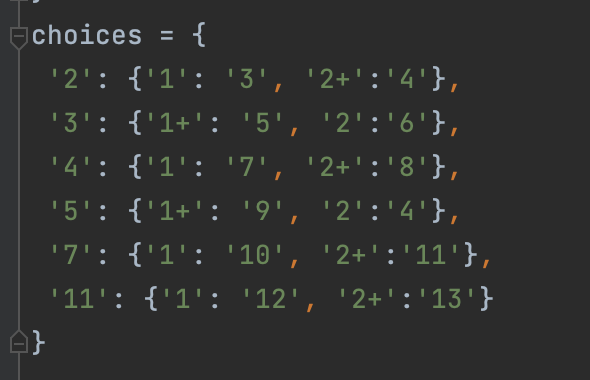 choices = {
'2': {'1': '3', '2+':'4'},
'3': {'1+': '5', '2':'6'},
'4': {'1': '7', '2+':'8'},
'5': {'1+': '9', '2':'4'},
'7': {'1': '10', '2+':'11'},
'11': {'1': '12', '2+':'13'}
}